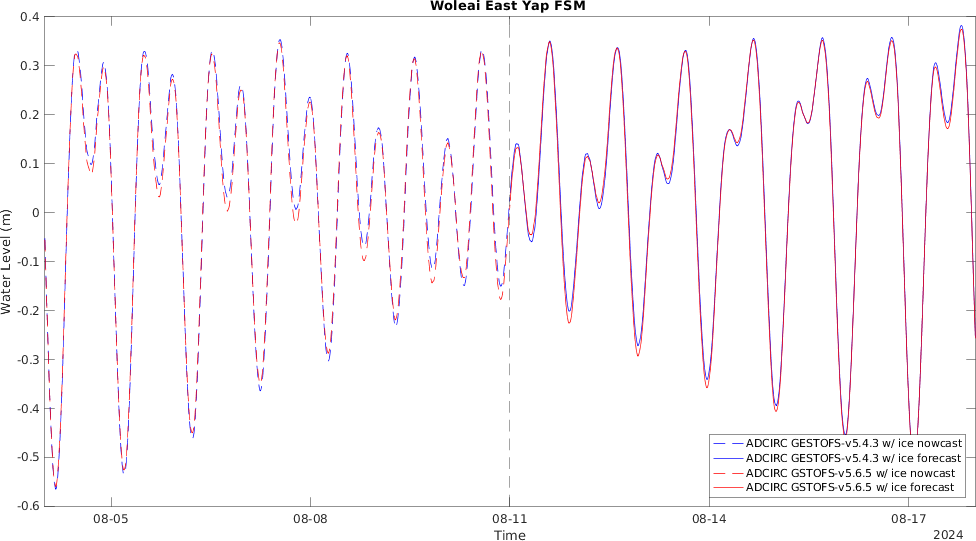 Woleai East Yap FSM
0.4
0.3
0.2
0.1
0
-0.1
-0.2
-0.3
-0.4
-0.5
-0.6
Water Level (m)
ADCIRC GESTOFS-v5.4.3 w/ ice nowcast
ADCIRC GESTOFS-v5.4.3 w/ ice forecast
ADCIRC GSTOFS-v5.6.5 w/ ice nowcast
ADCIRC GSTOFS-v5.6.5 w/ ice forecast
08-05 08-08 08-11 08-14 08-17
Time
2024